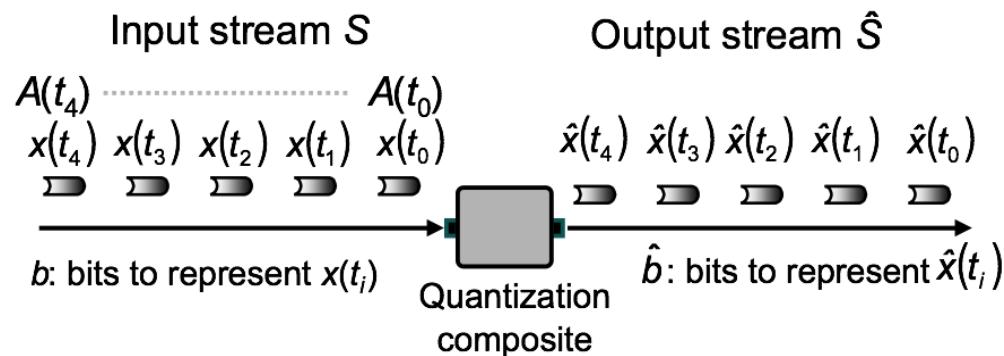 Input stream S
Output stream Ŝ
A(t₄) A(t₀)
x(t₄) x(t₃) x(t₂) x(t₁) x(t₀)
x̂(t₄) x̂(t₃) x̂(t₂) x̂(t₁) x̂(t₀)
b: bits to represent x(tᵢ)
b̂: bits to represent x̂(tᵢ)
Quantization
composite